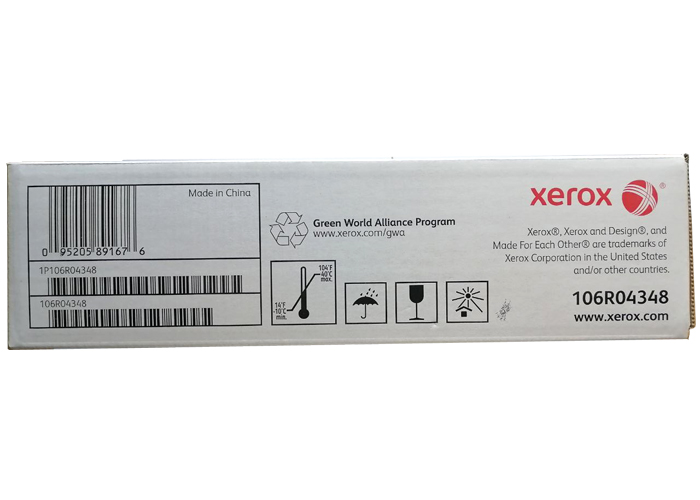 Made in China
0 95205 89167 6
1P106R04348
106R04348
Green World Alliance Program
www.xerox.com/gwa
104°F
40°C
max.
14°F
-10°C
min.
xerox ®
Xerox®, Xerox and Design®, and
Made For Each Other® are trademarks of
Xerox Corporation in the United States
and/or other countries.
106R04348
www.xerox.com